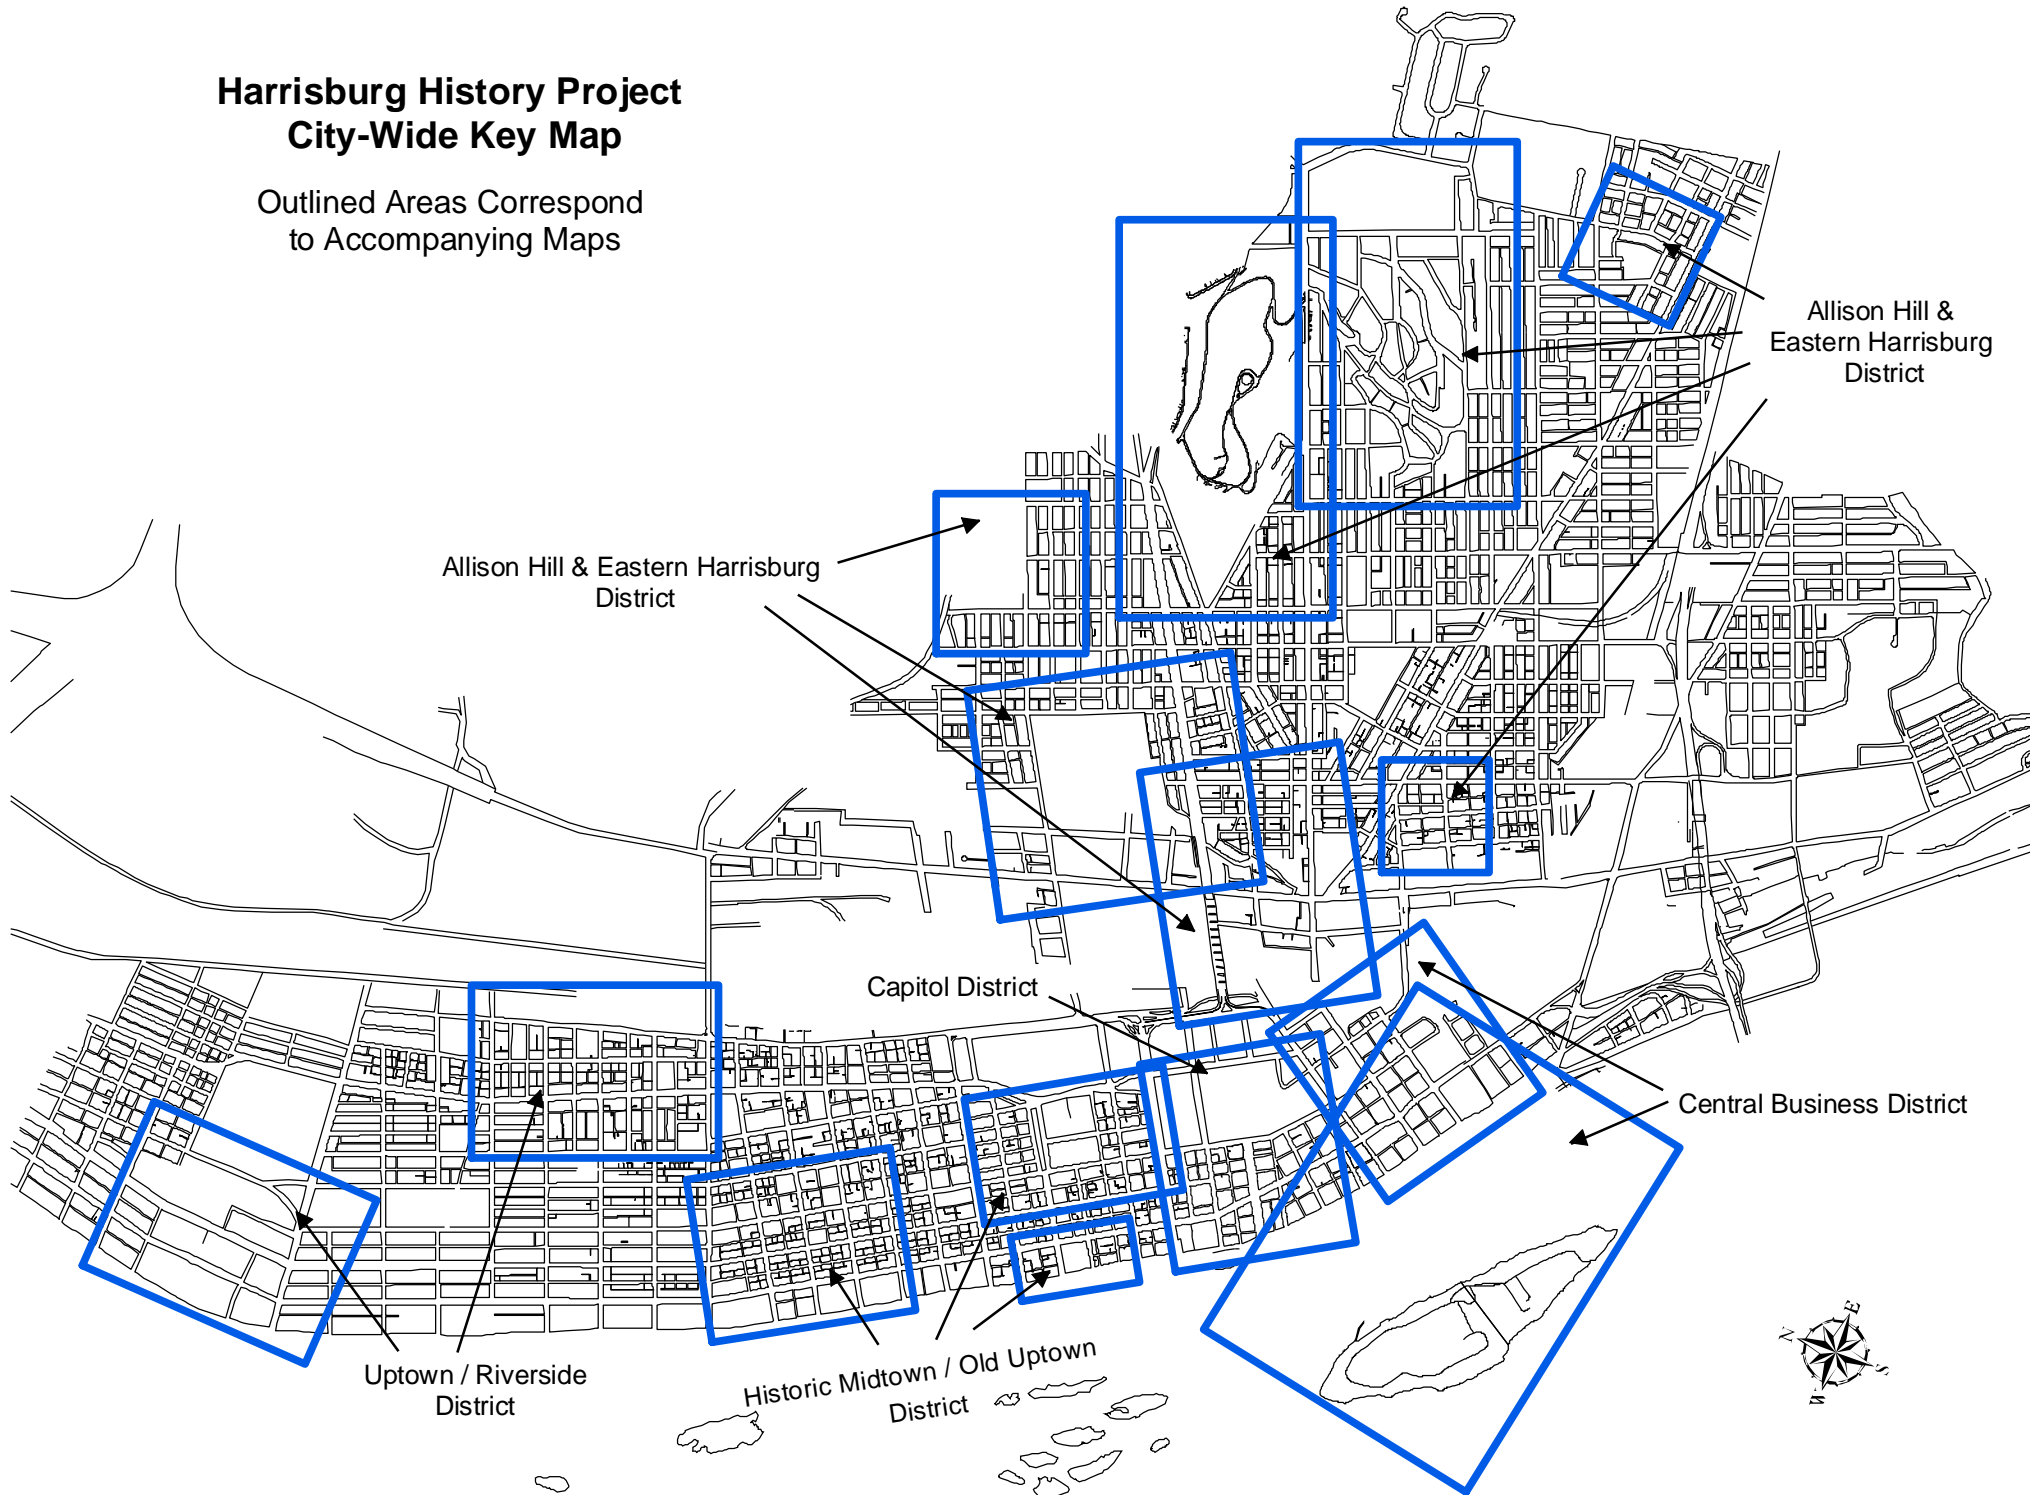 Harrisburg History Project
City-Wide Key Map
Outlined Areas Correspond
to Accompanying Maps
Allison Hill &
Eastern Harrisburg
District
Allison Hill & Eastern Harrisburg
District
Capitol District
Central Business District
Uptown / Riverside
District
Historic Midtown / Old Uptown
District
N
E
S
W